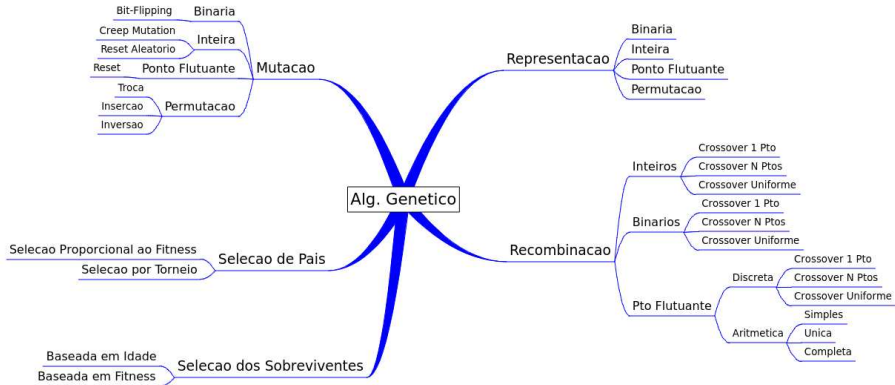 Alg. Genetico
Mutacao
Binaria
Bit-Flipping
Inteira
Creep Mutation
Reset Aleatorio
Ponto Flutuante
Reset
Permutacao
Troca
Insercao
Inversao
Selecao de Pais
Selecao Proporcional ao Fitness
Selecao por Torneio
Selecao dos Sobreviventes
Baseada em Idade
Baseada em Fitness
Representacao
Binaria
Inteira
Ponto Flutuante
Permutacao
Recombinacao
Inteiros
Crossover 1 Pto
Crossover N Ptos
Crossover Uniforme
Binarios
Crossover 1 Pto
Crossover N Ptos
Crossover Uniforme
Pto Flutuante
Discreta
Crossover 1 Pto
Crossover N Ptos
Crossover Uniforme
Aritmetica
Simples
Unica
Completa